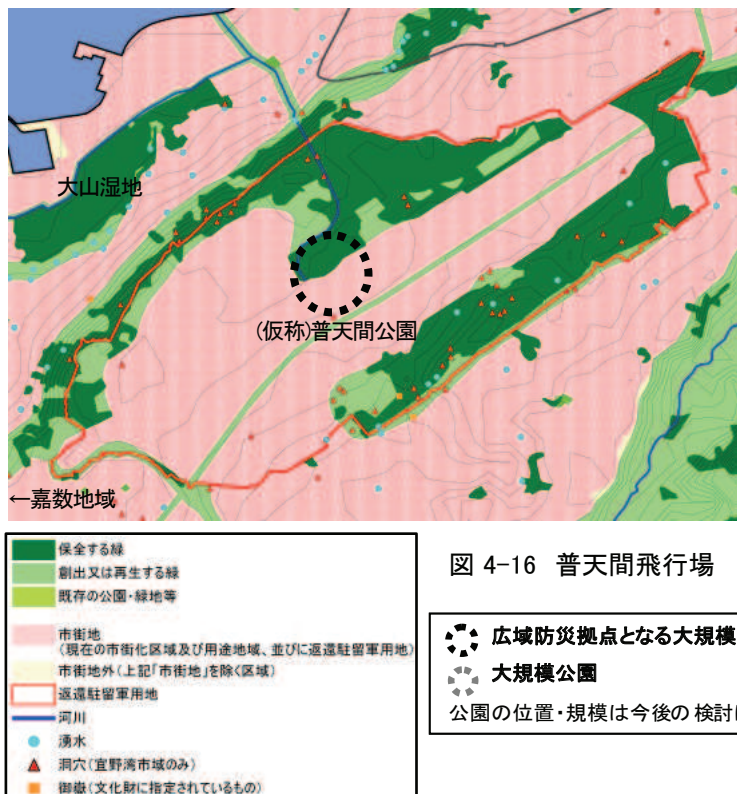 大山湿地
(仮称)普天間公園
←嘉数地域
保全する緑
創出又は再生する緑
既存の公園・緑地等
市街地
(現在の市街化区域及び用途地域、並びに返還駐留軍用地)
市街地外(上記「市街地」を除く区域)
返還駐留軍用地
河川
湧水
洞穴(宜野湾市域のみ)
御嶽(文化財に指定されているもの)
図 4-16 普天間飛行場
広域防災拠点となる大規模
大規模公園
公園の位置・規模は今後の検討に